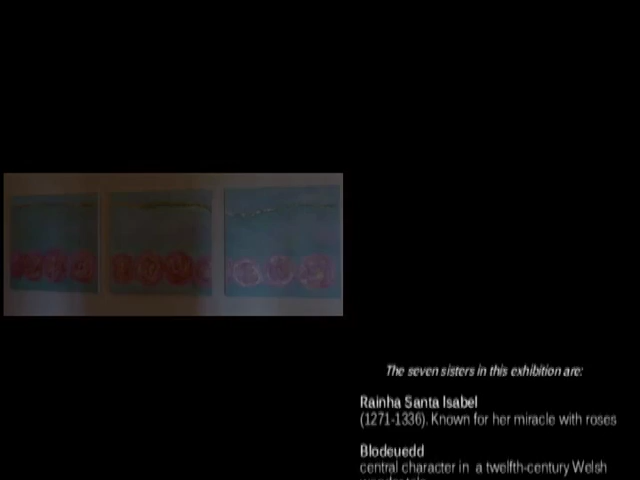 The seven sisters in this exhibition are:
Rainha Santa Isabel
(1271-1336). Known for her miracle with roses
Blodeuedd
central character in a twelfth-century Welsh